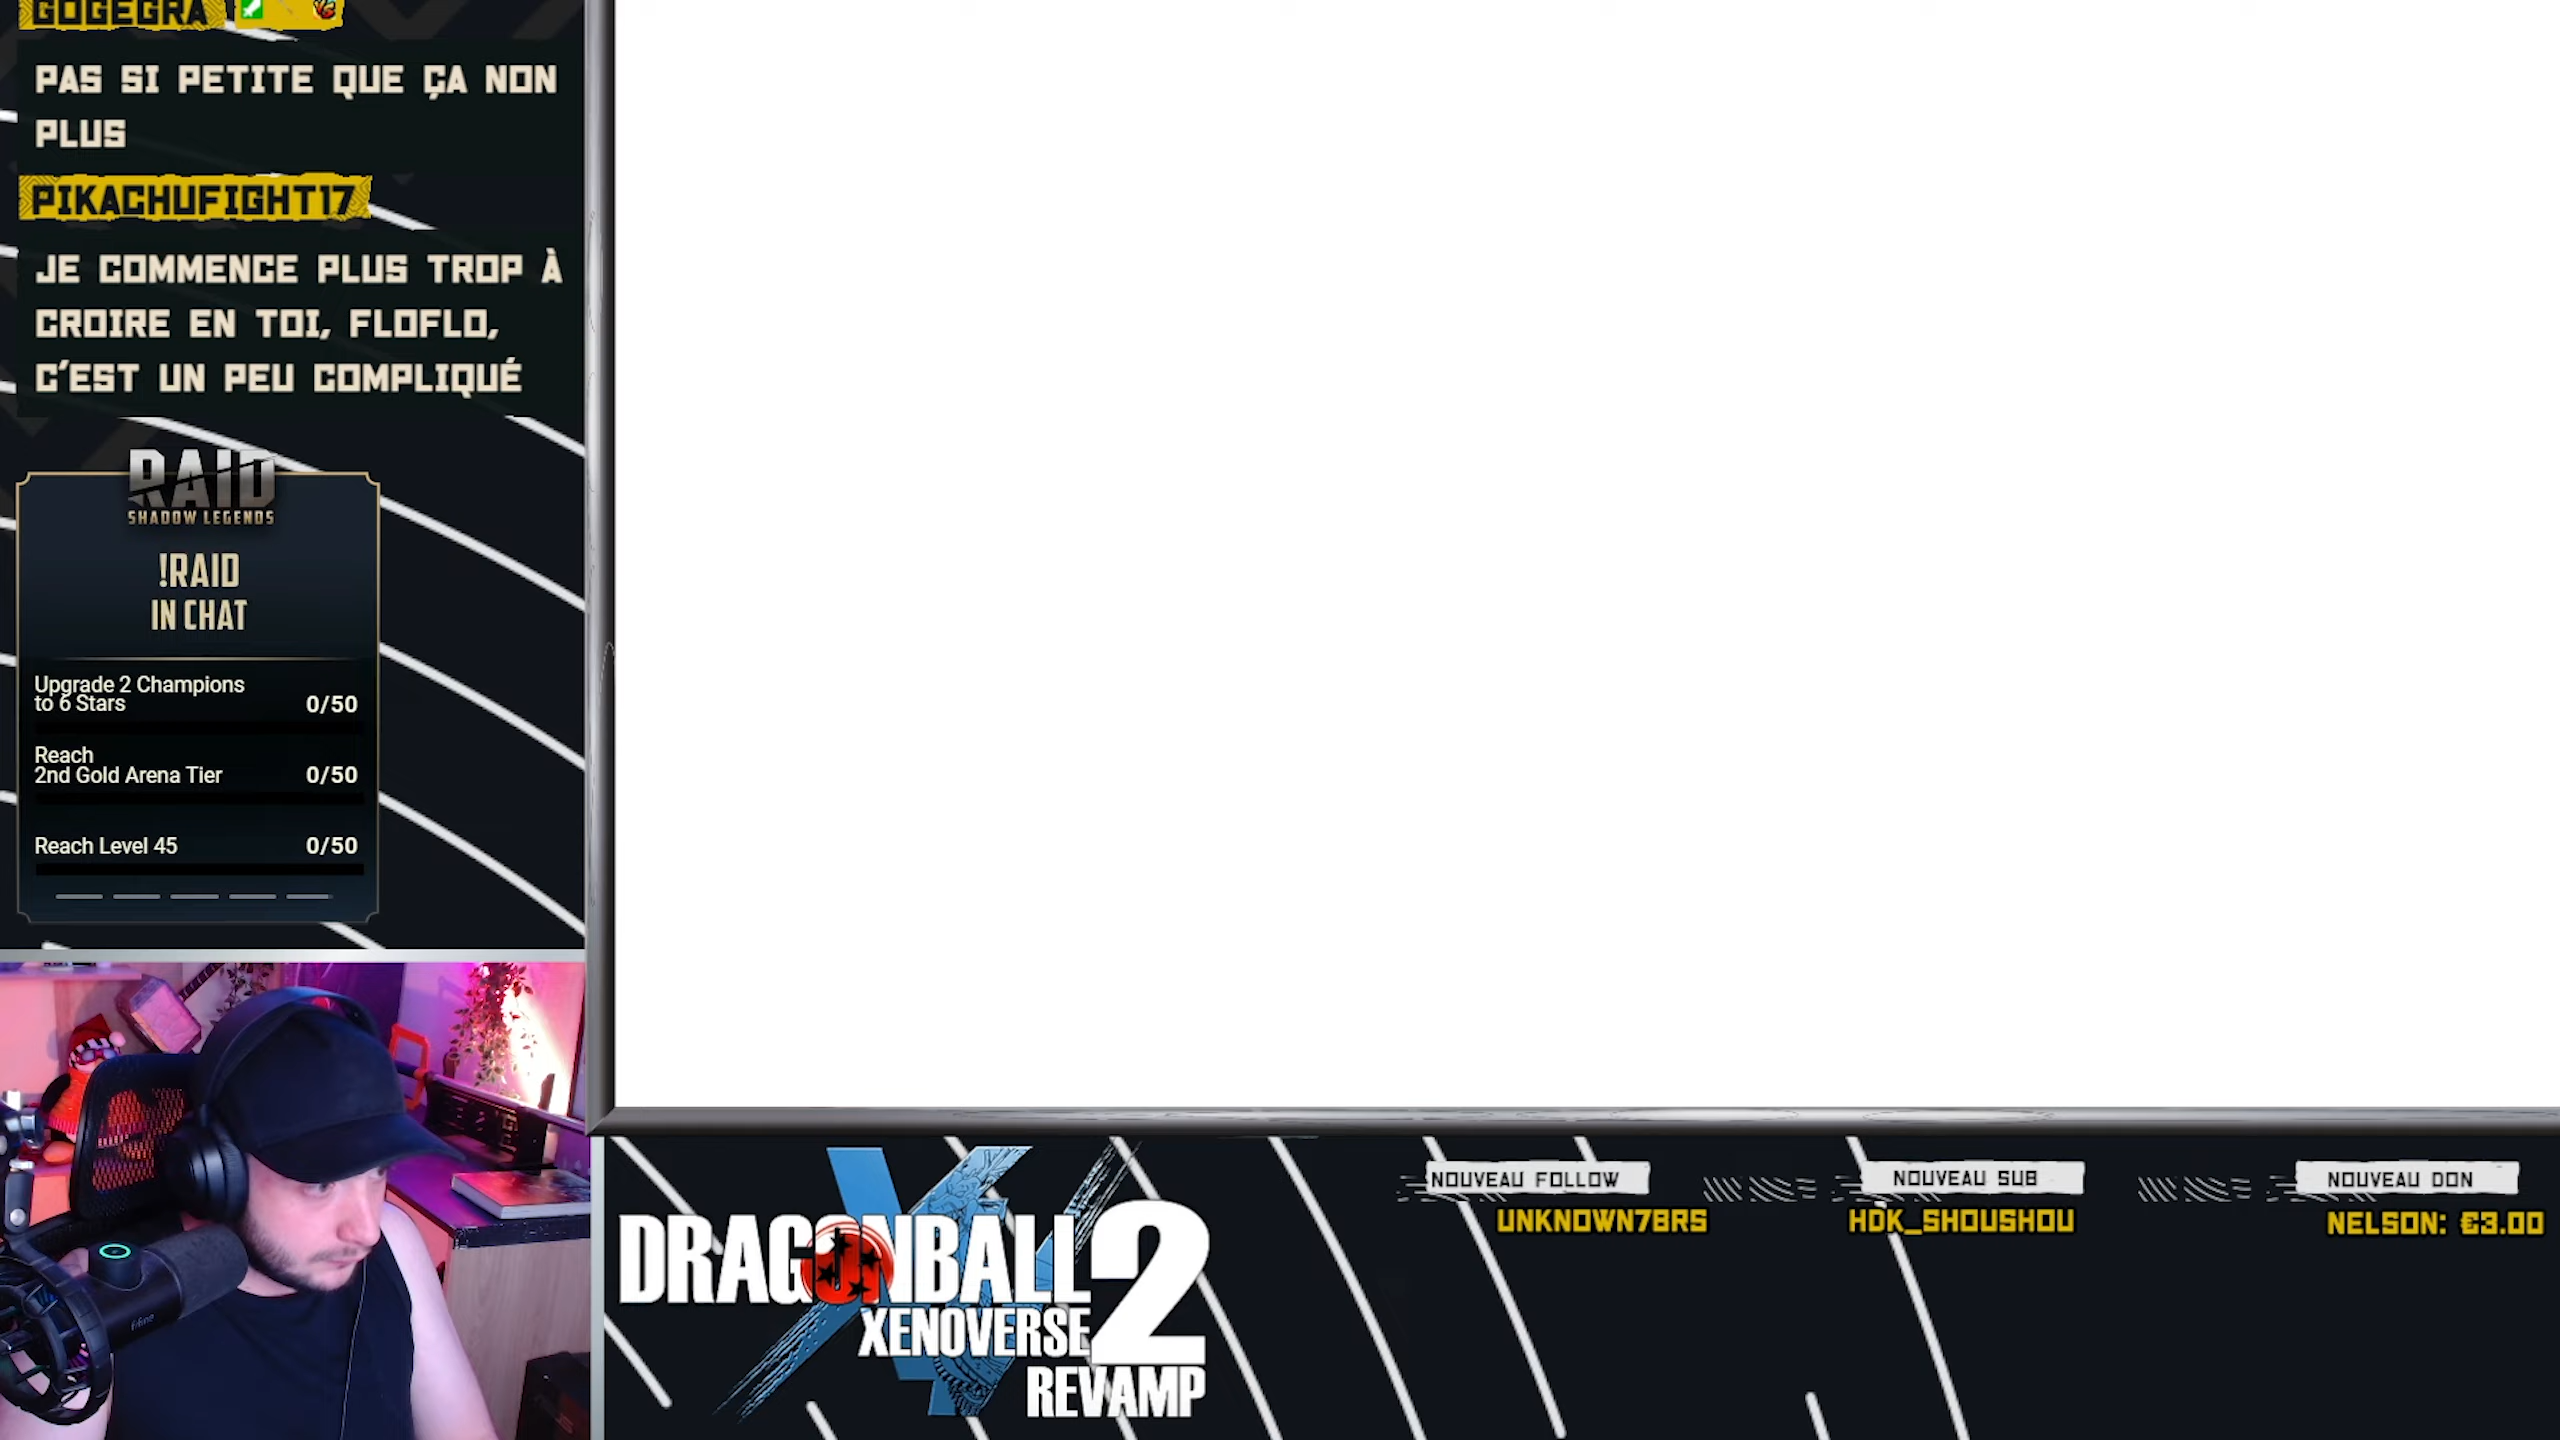 GOGEGRA
PAS SI PETITE QUE ÇA NON
PLUS
PIKACHUFIGHT17
JE COMMENCE PLUS TROP À
CROIRE EN TOI, FLOFLO,
C'EST UN PEU COMPLIQUÉ
RAID
SHADOW LEGENDS
!RAID
IN CHAT
Upgrade 2 Champions
to 6 Stars 0/50
Reach
2nd Gold Arena Tier 0/50
Reach Level 45 0/50
fifine
DRAGONBALL
XENOVERSE 2
REVAMP
NOUVEAU FOLLOW
UNKNOWN78RS
NOUVEAU SUB
HDK_SHOUSHOU
NOUVEAU DON
NELSON: €3.00